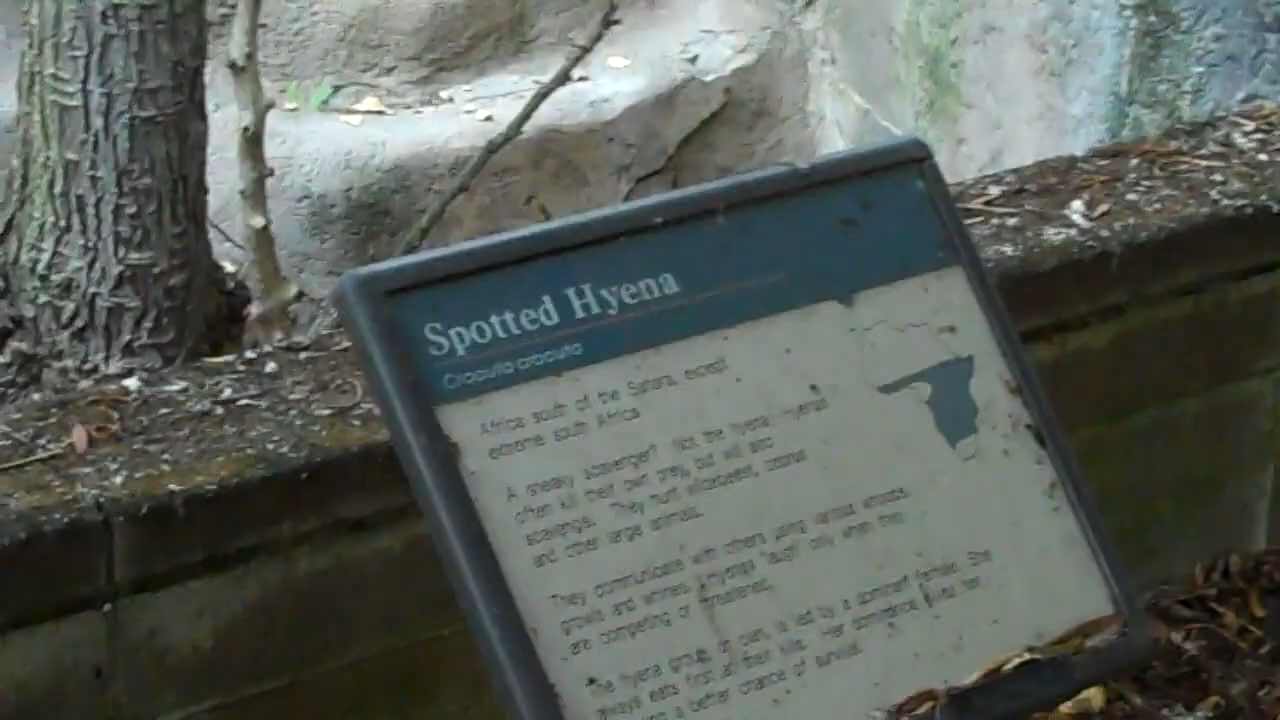 Spotted Hyena
Crocuta crocuta
Africa south of the Sahara, except
extreme south Africa
A sneaky scavenger? Not the hyena! Hyenas
often kill their own prey, but will also
scavenge. They hunt wildebeest, zebras
and other large animals.
They communicate with others using various whoops,
growls and whines. Hyenas "laugh" only when they
are competing or threatened.
The hyena group, or clan, is led by a dominant female. She
always eats first at their kills. Her dominance gives her
a better chance of survival.